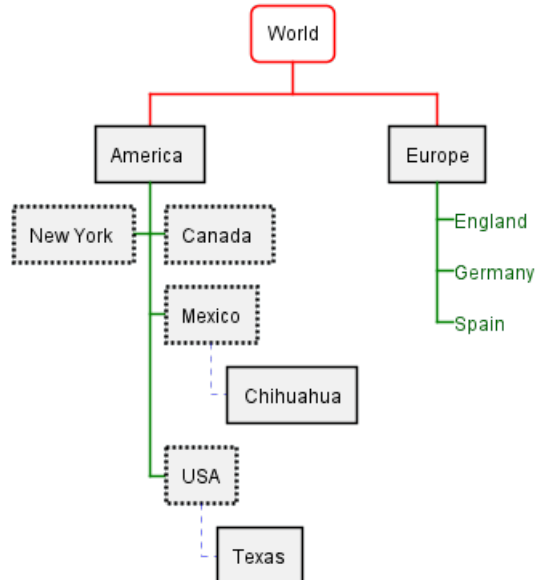 World
America
Europe
New York
Canada
England
Germany
Mexico
Spain
Chihuahua
USA
Texas